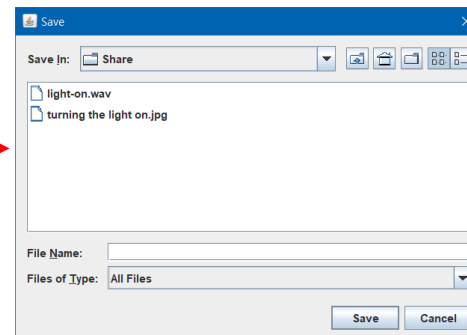 Save
Save In: Share
light-on.wav
turning the light on.jpg
File Name:
Files of Type: All Files
Save Cancel